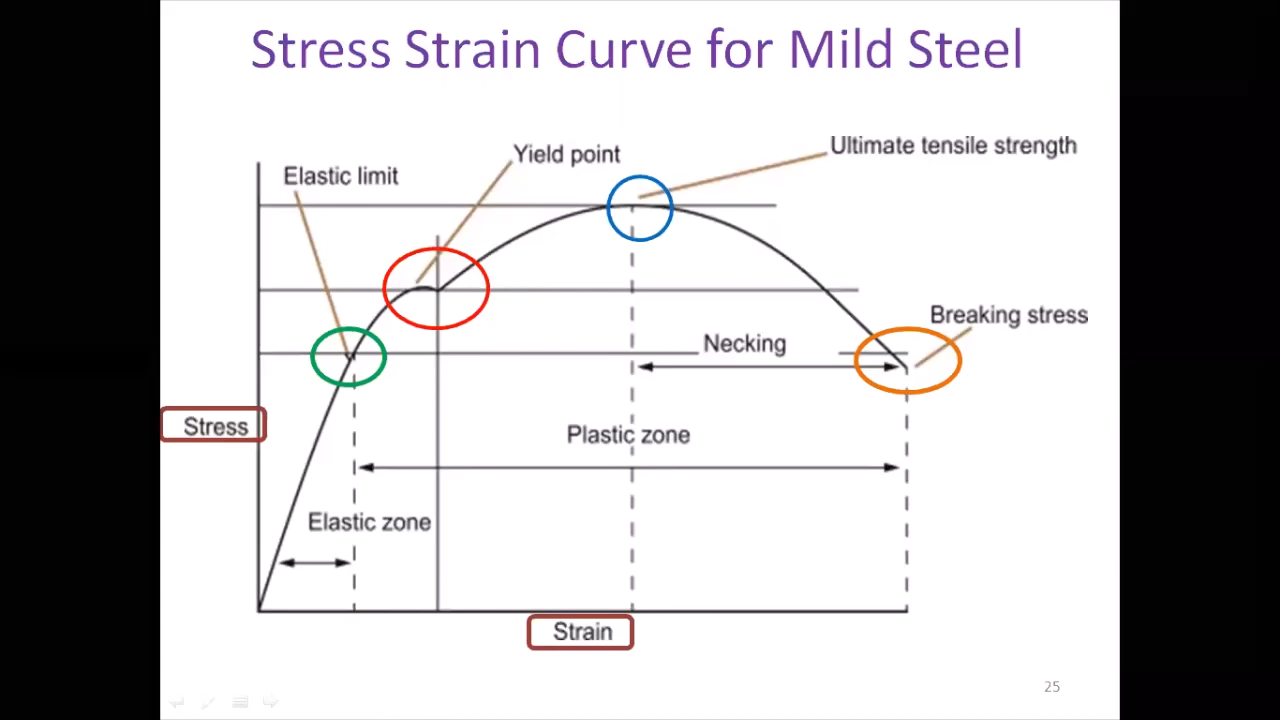 Stress Strain Curve for Mild Steel
Ultimate tensile strength
Yield point
Elastic limit
Breaking stress
Necking
Stress
Plastic zone
Elastic zone
Strain
25